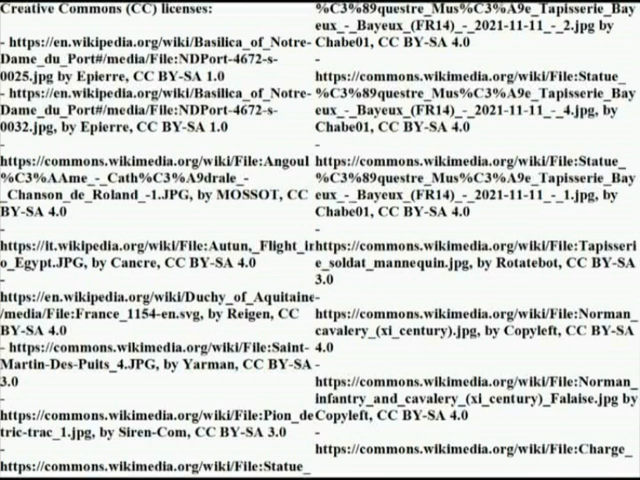 Creative Commons (CC) licenses:
- https://en.wikipedia.org/wiki/Basilica_of_Notre-
Dame_du_Port#/media/File:NDPort-4672-s-
0025.jpg by Epierre, CC BY-SA 1.0
- https://en.wikipedia.org/wiki/Basilica_of_Notre-
Dame_du_Port#/media/File:NDPort-4672-s-
0032.jpg, by Epierre, CC BY-SA 1.0
-
https://commons.wikimedia.org/wiki/File:Angoul
%C3%AAme_-_Cath%C3%A9drale_-
_Chanson_de_Roland_-1.JPG, by MOSSOT, CC
BY-SA 4.0
-
https://it.wikipedia.org/wiki/File:Autun,_Flight_int
o_Egypt.JPG, by Cancre, CC BY-SA 4.0
-
https://en.wikipedia.org/wiki/Duchy_of_Aquitaine
/media/File:France_1154-en.svg, by Reigen, CC
BY-SA 4.0
- https://commons.wikimedia.org/wiki/File:Saint-
Martin-Des-Puits_4.JPG, by Yarman, CC BY-SA
3.0
-
https://commons.wikimedia.org/wiki/File:Pion_de
tric-trac_1.jpg, by Siren-Com, CC BY-SA 3.0
-
https://commons.wikimedia.org/wiki/File:Statue_
%C3%89questre_Mus%C3%A9e_Tapisserie_Bay
eux_-_Bayeux_(FR14)_-_2021-11-11_-_2.jpg by
Chabe01, CC BY-SA 4.0
-
https://commons.wikimedia.org/wiki/File:Statue_
%C3%89questre_Mus%C3%A9e_Tapisserie_Bay
eux_-_Bayeux_(FR14)_-_2021-11-11_-_4.jpg by
Chabe01, CC BY-SA 4.0
-
https://commons.wikimedia.org/wiki/File:Statue_
%C3%89questre_Mus%C3%A9e_Tapisserie_Bay
eux_-_Bayeux_(FR14)_-_2021-11-11_-_1.jpg by
Chabe01, CC BY-SA 4.0
-
https://commons.wikimedia.org/wiki/File:Tapisseri
e_soldat_mannequin.jpg, by Rotatebot, CC BY-SA
3.0
-
https://commons.wikimedia.org/wiki/File:Norman_
cavalery_(xi_century).jpg, by Copyleft, CC BY-SA
4.0
-
https://commons.wikimedia.org/wiki/File:Norman_
infantry_and_cavalery_(xi_century)_Falaise.jpg by
Copyleft, CC BY-SA 4.0
-
https://commons.wikimedia.org/wiki/File:Charge_